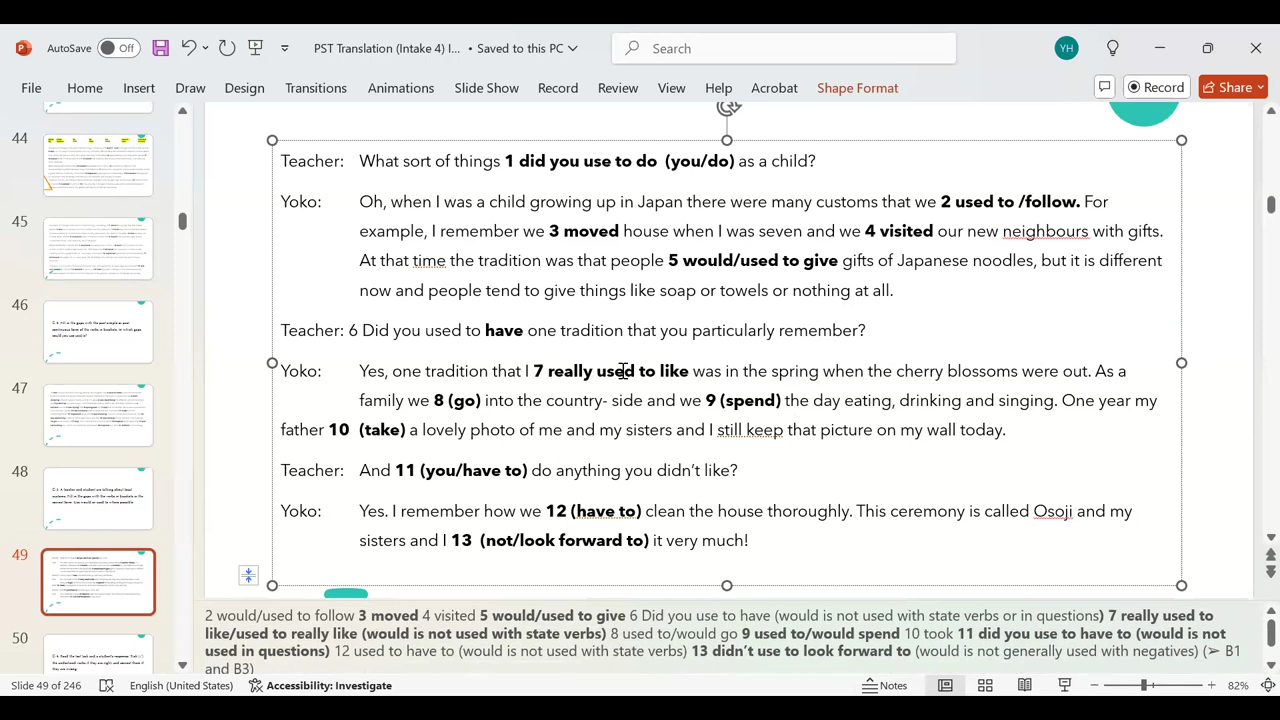 AutoSave Off PST Translation (Intake 4) I... • Saved to this PC Search YH
File Home Insert Draw Design Transitions Animations Slide Show Record Review View Help Acrobat Shape Format Record Share
44
45
46
47
48
49
50
Teacher: What sort of things 1 did you use to do (you/do) as a child?
Yoko: Oh, when I was a child growing up in Japan there were many customs that we 2 used to /follow. For
example, I remember we 3 moved house when I was seven and we 4 visited our new neighbours with gifts.
At that time the tradition was that people 5 would/used to give gifts of Japanese noodles, but it is different
now and people tend to give things like soap or towels or nothing at all.
Teacher: 6 Did you used to have one tradition that you particularly remember?
Yoko: Yes, one tradition that I 7 really used to like was in the spring when the cherry blossoms were out. As a
family we 8 (go) into the country- side and we 9 (spend) the day eating, drinking and singing. One year my
father 10 (take) a lovely photo of me and my sisters and I still keep that picture on my wall today.
Teacher: And 11 (you/have to) do anything you didn't like?
Yoko: Yes. I remember how we 12 (have to) clean the house thoroughly. This ceremony is called Osoji and my
sisters and I 13 (not/look forward to) it very much!
2 would/used to follow 3 moved 4 visited 5 would/used to give 6 Did you use to have (would is not used with state verbs or in questions) 7 really used to
like/used to really like (would is not used with state verbs) 8 used to/would go 9 used to/would spend 10 took 11 did you use to have to (would is not
used in questions) 12 used to have to (would is not used with state verbs) 13 didn't use to look forward to (would is not generally used with negatives) (➢ B1
and B3)
Slide 49 of 246 English (United States) Accessibility: Investigate Notes 82%